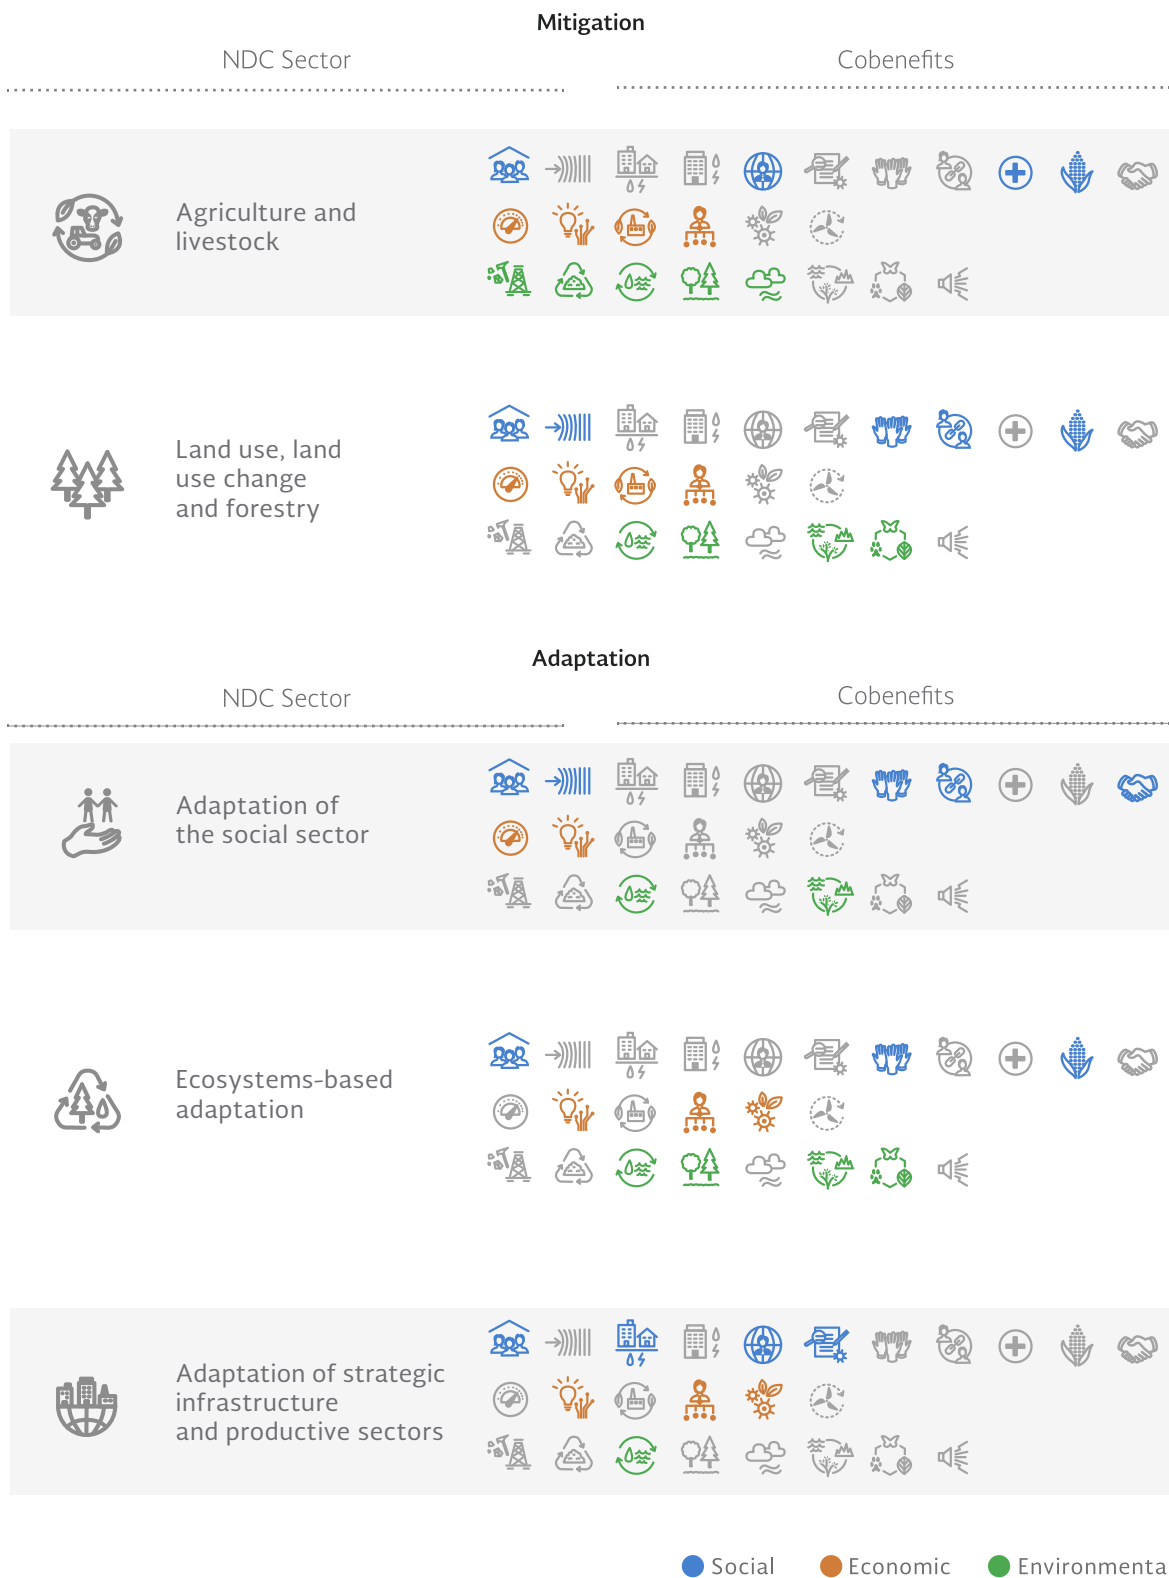 Mitigation
NDC Sector
Cobenefits
Agriculture and
livestock
Land use, land
use change
and forestry
Adaptation
NDC Sector
Cobenefits
Adaptation of
the social sector
Ecosystems-based
adaptation
Adaptation of strategic
infrastructure
and productive sectors
Social
Economic
Environmenta